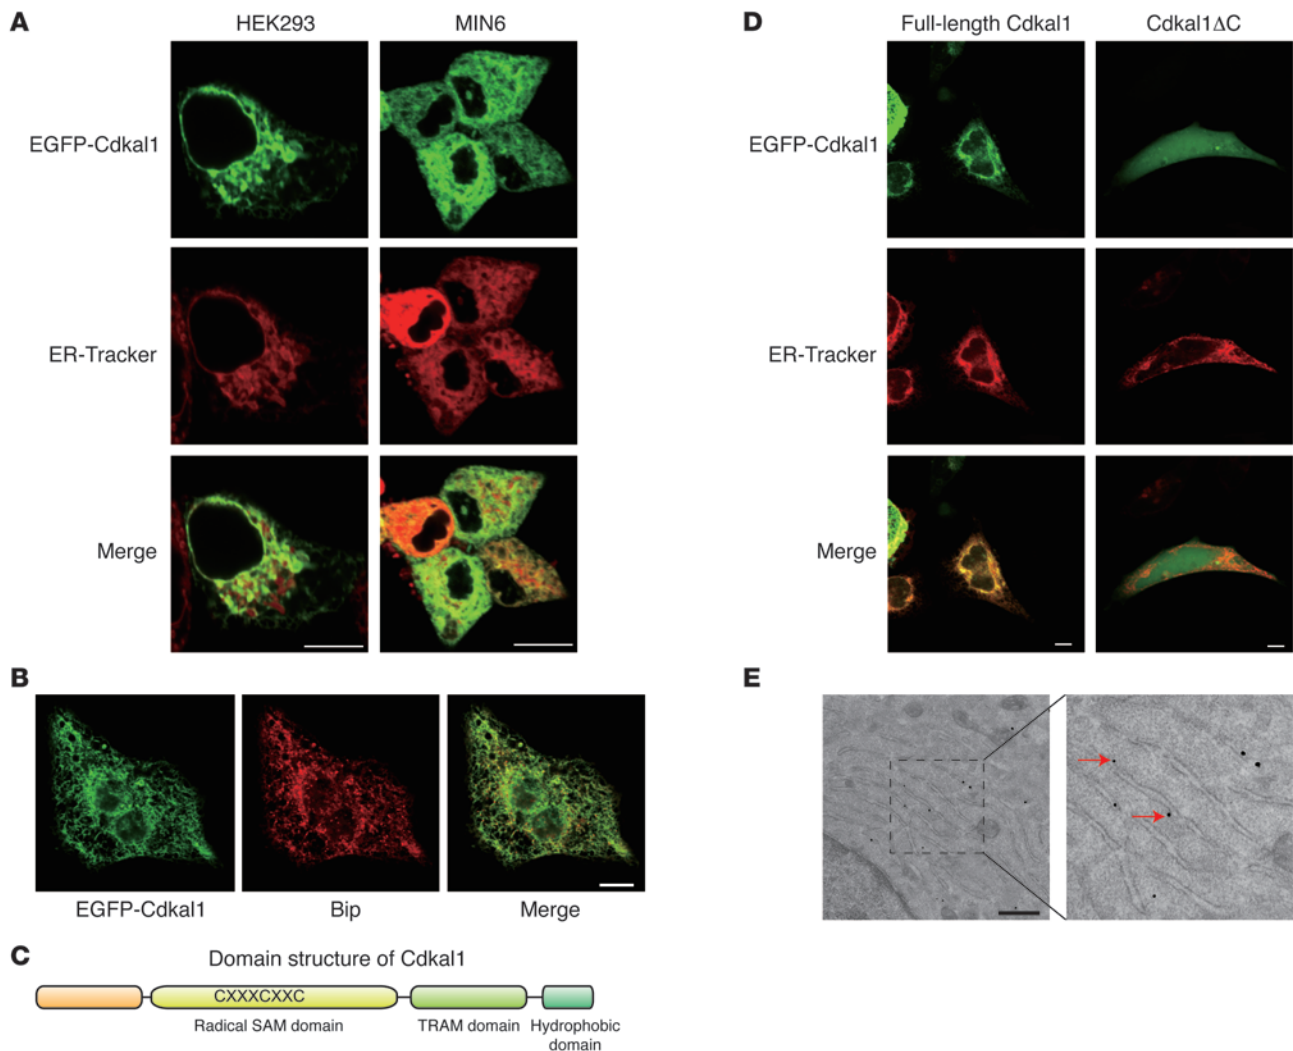 A
HEK293
MIN6
EGFP-Cdkal1
ER-Tracker
Merge
B
EGFP-Cdkal1
Bip
Merge
C
Domain structure of Cdkal1
CXXXCXXC
Radical SAM domain
TRAM domain
Hydrophobic
domain
D
Full-length Cdkal1
Cdkal1ΔC
EGFP-Cdkal1
ER-Tracker
Merge
E